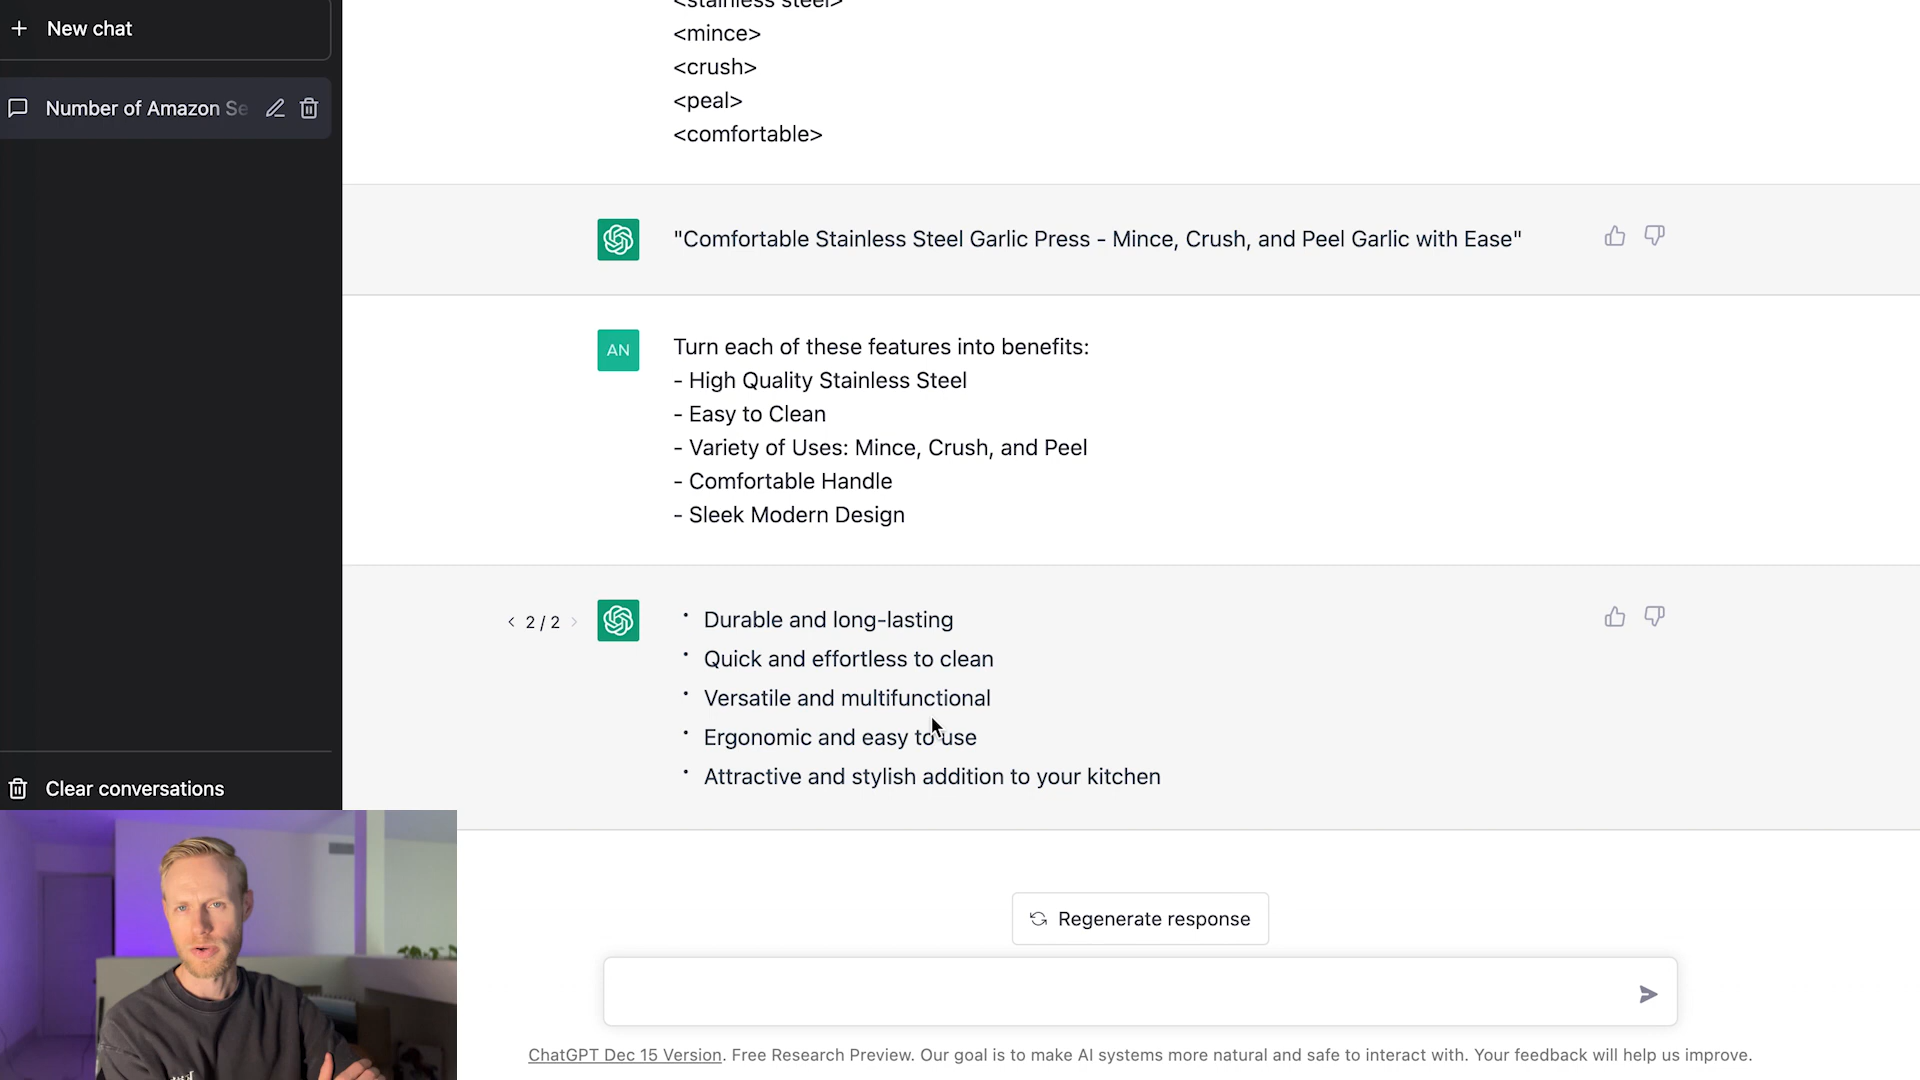 New chat
Number of Amazon Se
<stainless steel>
<mince>
<crush>
<peal>
<comfortable>
"Comfortable Stainless Steel Garlic Press - Mince, Crush, and Peel Garlic with Ease"
AN
Turn each of these features into benefits:
- High Quality Stainless Steel
- Easy to Clean
- Variety of Uses: Mince, Crush, and Peel
- Comfortable Handle
- Sleek Modern Design
< 2 / 2 >
· Durable and long-lasting
· Quick and effortless to clean
· Versatile and multifunctional
· Ergonomic and easy to use
· Attractive and stylish addition to your kitchen
Clear conversations
Regenerate response
ChatGPT Dec 15 Version. Free Research Preview. Our goal is to make AI systems more natural and safe to interact with. Your feedback will help us improve.